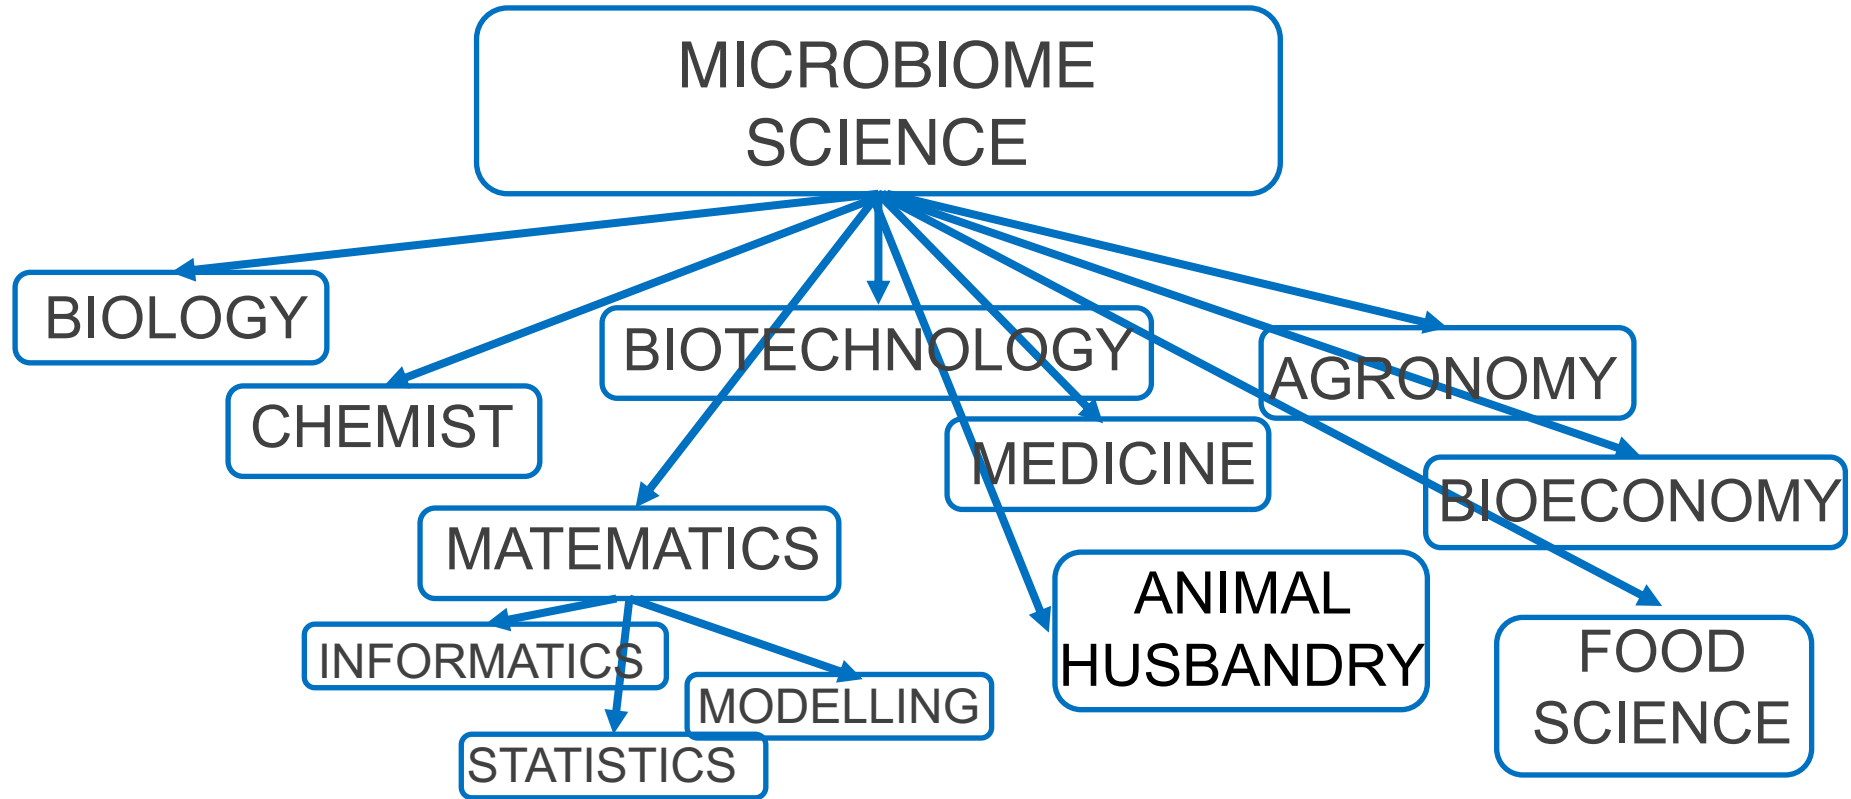 MICROBIOME
SCIENCE
BIOLOGY
BIOTECHNOLOGY
AGRONOMY
CHEMIST
MEDICINE
BIOECONOMY
MATEMATICS
ANIMAL
HUSBANDRY
INFORMATICS
FOOD
SCIENCE
MODELLING
STATISTICS